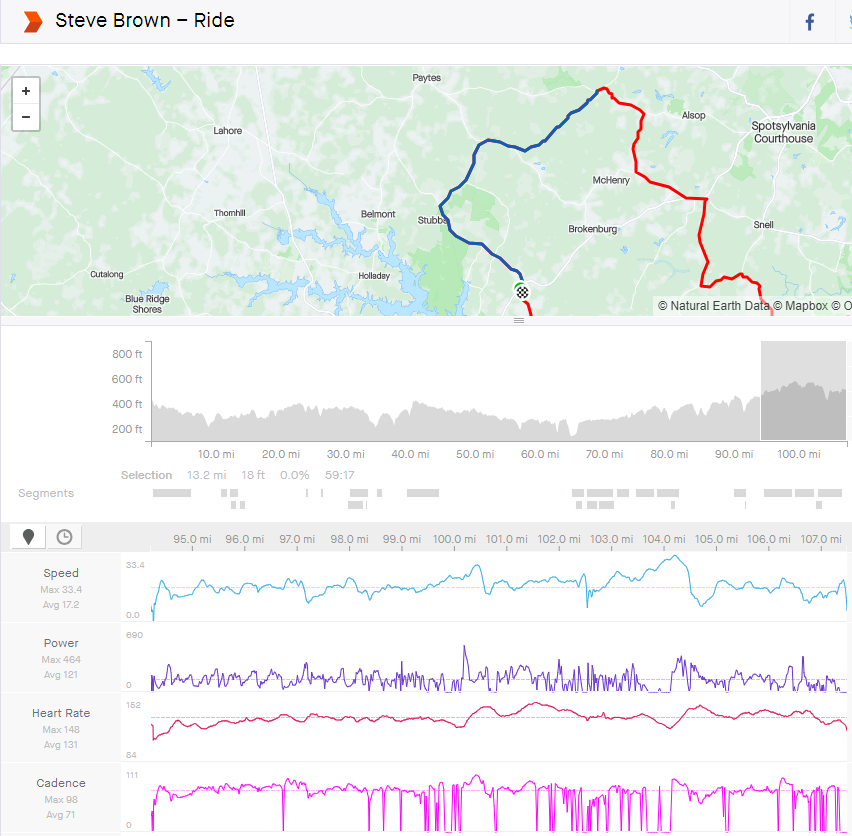 Steve Brown – Ride
+
−
Paytes
Lahore
Alsop
Spotsylvania
Courthouse
McHenry
Thornhill
Belmont
Stubbs
Snell
Brokenburg
Cutalong
Holladay
Blue Ridge
Shores
© Natural Earth Data © Mapbox © O
800 ft
600 ft
400 ft
200 ft
10.0 mi 20.0 mi 30.0 mi 40.0 mi 50.0 mi 60.0 mi 70.0 mi 80.0 mi 90.0 mi 100.0 mi
Selection 13.2 mi 18 ft 0.0% 59:17
Segments
95.0 mi 96.0 mi 97.0 mi 98.0 mi 99.0 mi 100.0 mi 101.0 mi 102.0 mi 103.0 mi 104.0 mi 105.0 mi 106.0 mi 107.0 mi
Speed
Max 33.4
Avg 17.2
33.4
0.0
Power
Max 464
Avg 121
690
0
Heart Rate
Max 148
Avg 131
152
84
Cadence
Max 98
Avg 71
111
0